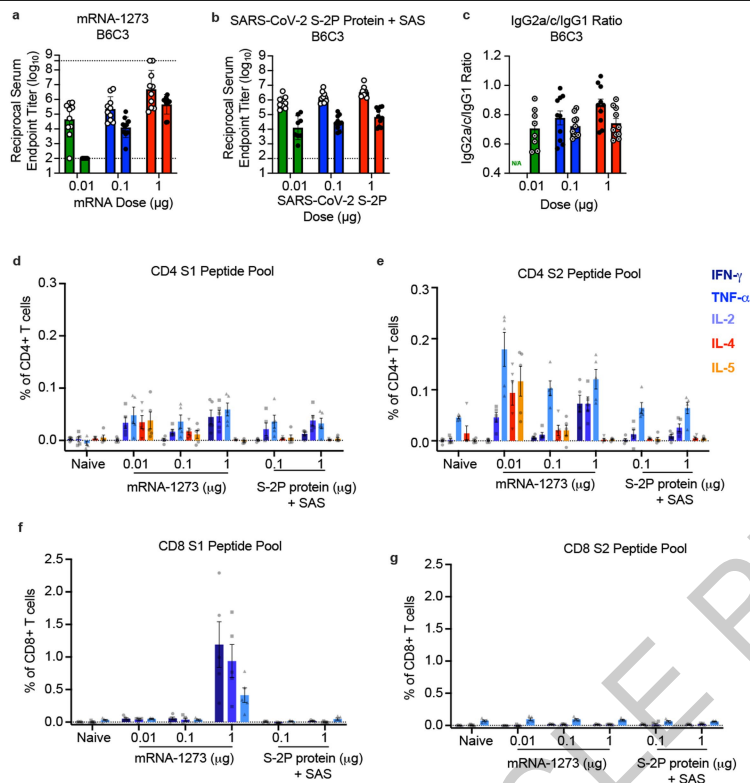 a
mRNA-1273
B6C3
Reciprocal Serum
Endpoint Titer (log10)
9
8
7
6
5
4
3
2
1
0.01 0.1 1
mRNA Dose (μg)
b
SARS-CoV-2 S-2P Protein + SAS
B6C3
Reciprocal Serum
Endpoint Titer (log10)
9
8
7
6
5
4
3
2
1
0.01 0.1 1
SARS-CoV-2 S-2P
Dose (μg)
c
IgG2a/c/IgG1 Ratio
B6C3
IgG2a/c/IgG1 Ratio
1.2
1.0
0.8
0.6
0.4
N/A
0.01 0.1 1
Dose (μg)
d
CD4 S1 Peptide Pool
% of CD4+ T cells
0.3
0.2
0.1
0.0
Naive 0.01 0.1 1 0.1 1
mRNA-1273 (μg) S-2P protein (μg)
+ SAS
e
CD4 S2 Peptide Pool
% of CD4+ T cells
0.3
0.2
0.1
0.0
Naive 0.01 0.1 1 0.1 1
mRNA-1273 (μg) S-2P protein (μg)
+ SAS
IFN-γ
TNF-α
IL-2
IL-4
IL-5
f
CD8 S1 Peptide Pool
% of CD8+ T cells
2.5
2.0
1.5
1.0
0.5
0.0
Naive 0.01 0.1 1 0.1 1
mRNA-1273 (μg) S-2P protein (μg)
+ SAS
g
CD8 S2 Peptide Pool
% of CD8+ T cells
2.5
2.0
1.5
1.0
0.5
0.0
Naive 0.01 0.1 1 0.1 1
mRNA-1273 (μg) S-2P protein (μg)
+ SAS